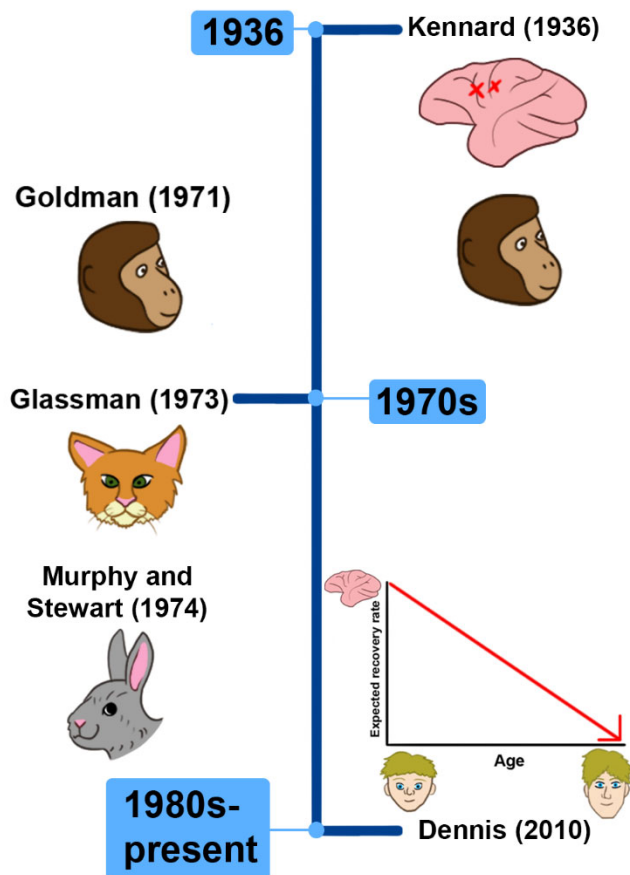 1936
Kennard (1936)
Goldman (1971)
Glassman (1973)
1970s
Murphy and
Stewart (1974)
Expected recovery rate
Age
1980s-
present
Dennis (2010)